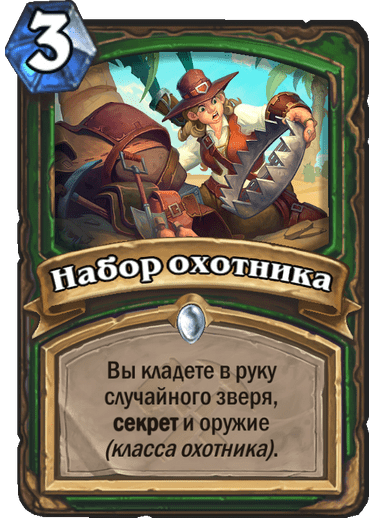 3
Набор охотника
Вы кладете в руку
случайного зверя,
секрет и оружие
(класса охотника).